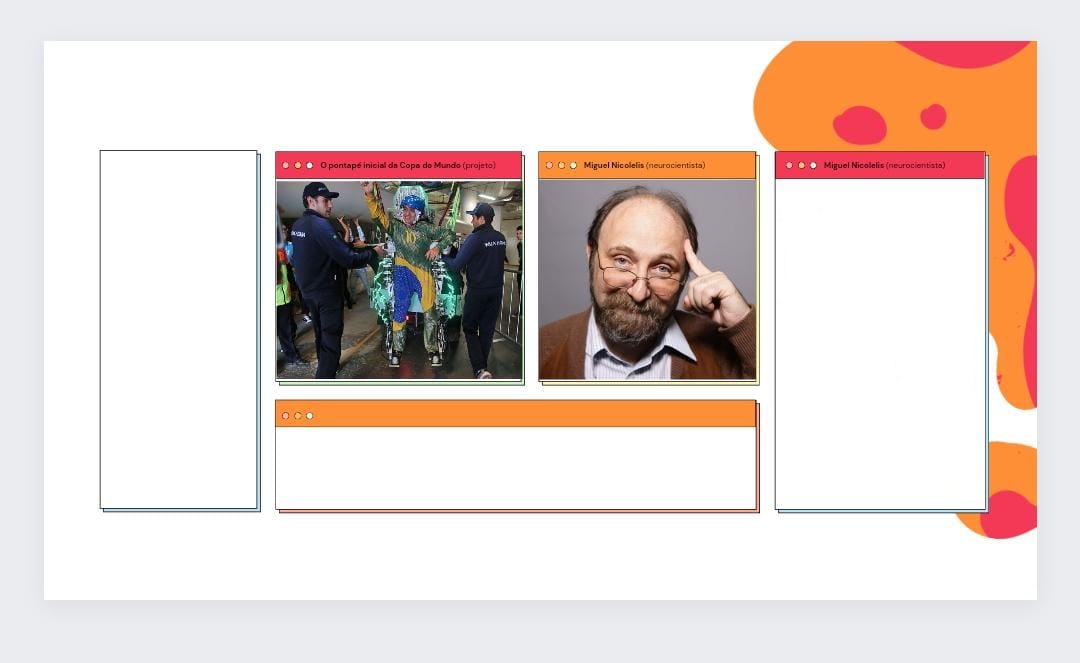 O pontapé inicial da Copa do Mundo (projeto)
Miguel Nicolelis (neurocientista)
Miguel Nicolelis (neurocientista)